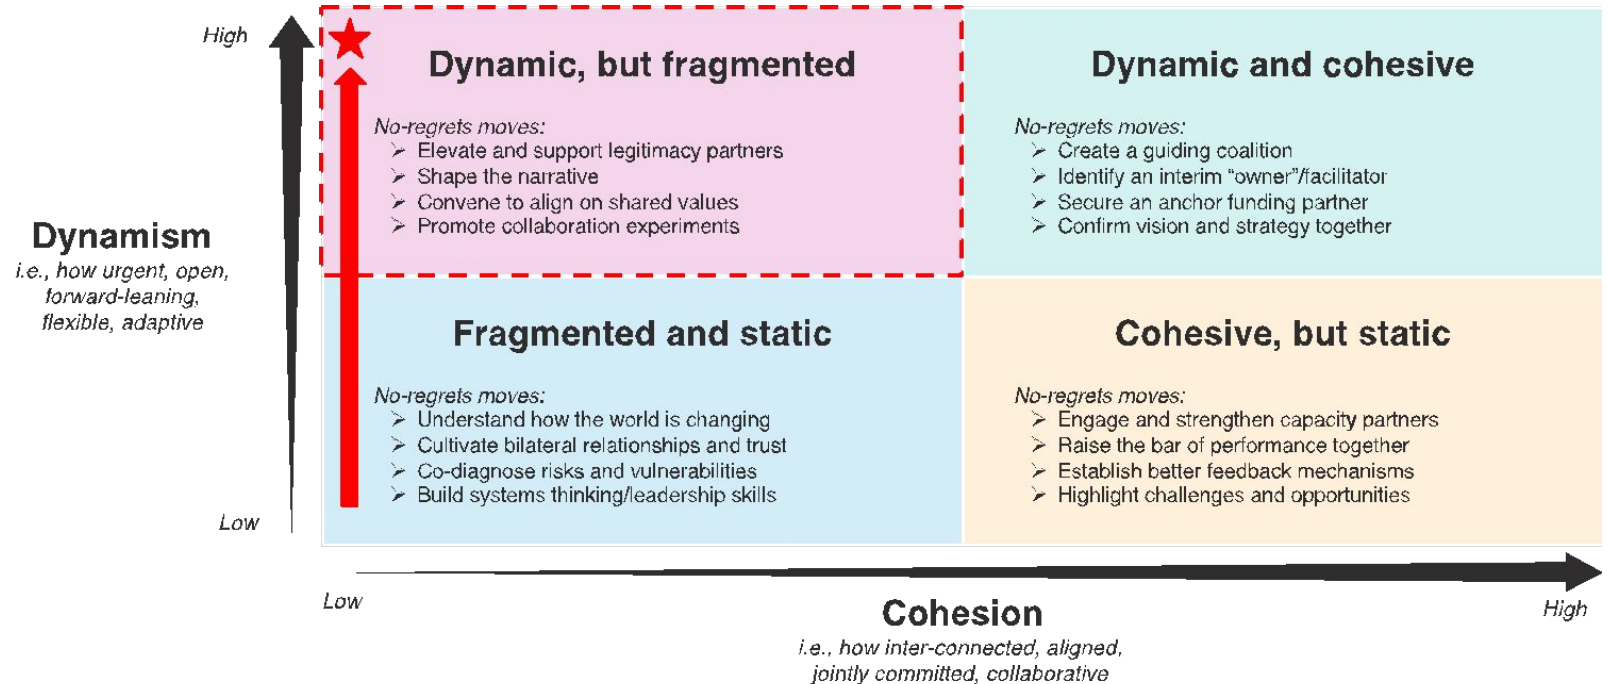 High
Dynamism
i.e., how urgent, open,
forward-leaning,
flexible, adaptive
Low
Dynamic, but fragmented
No-regrets moves:
➢ Elevate and support legitimacy partners
➢ Shape the narrative
➢ Convene to align on shared values
➢ Promote collaboration experiments
Dynamic and cohesive
No-regrets moves:
➢ Create a guiding coalition
➢ Identify an interim “owner”/facilitator
➢ Secure an anchor funding partner
➢ Confirm vision and strategy together
Fragmented and static
No-regrets moves:
➢ Understand how the world is changing
➢ Cultivate bilateral relationships and trust
➢ Co-diagnose risks and vulnerabilities
➢ Build systems thinking/leadership skills
Cohesive, but static
No-regrets moves:
➢ Engage and strengthen capacity partners
➢ Raise the bar of performance together
➢ Establish better feedback mechanisms
➢ Highlight challenges and opportunities
Low
Cohesion
i.e., how inter-connected, aligned,
jointly committed, collaborative
High